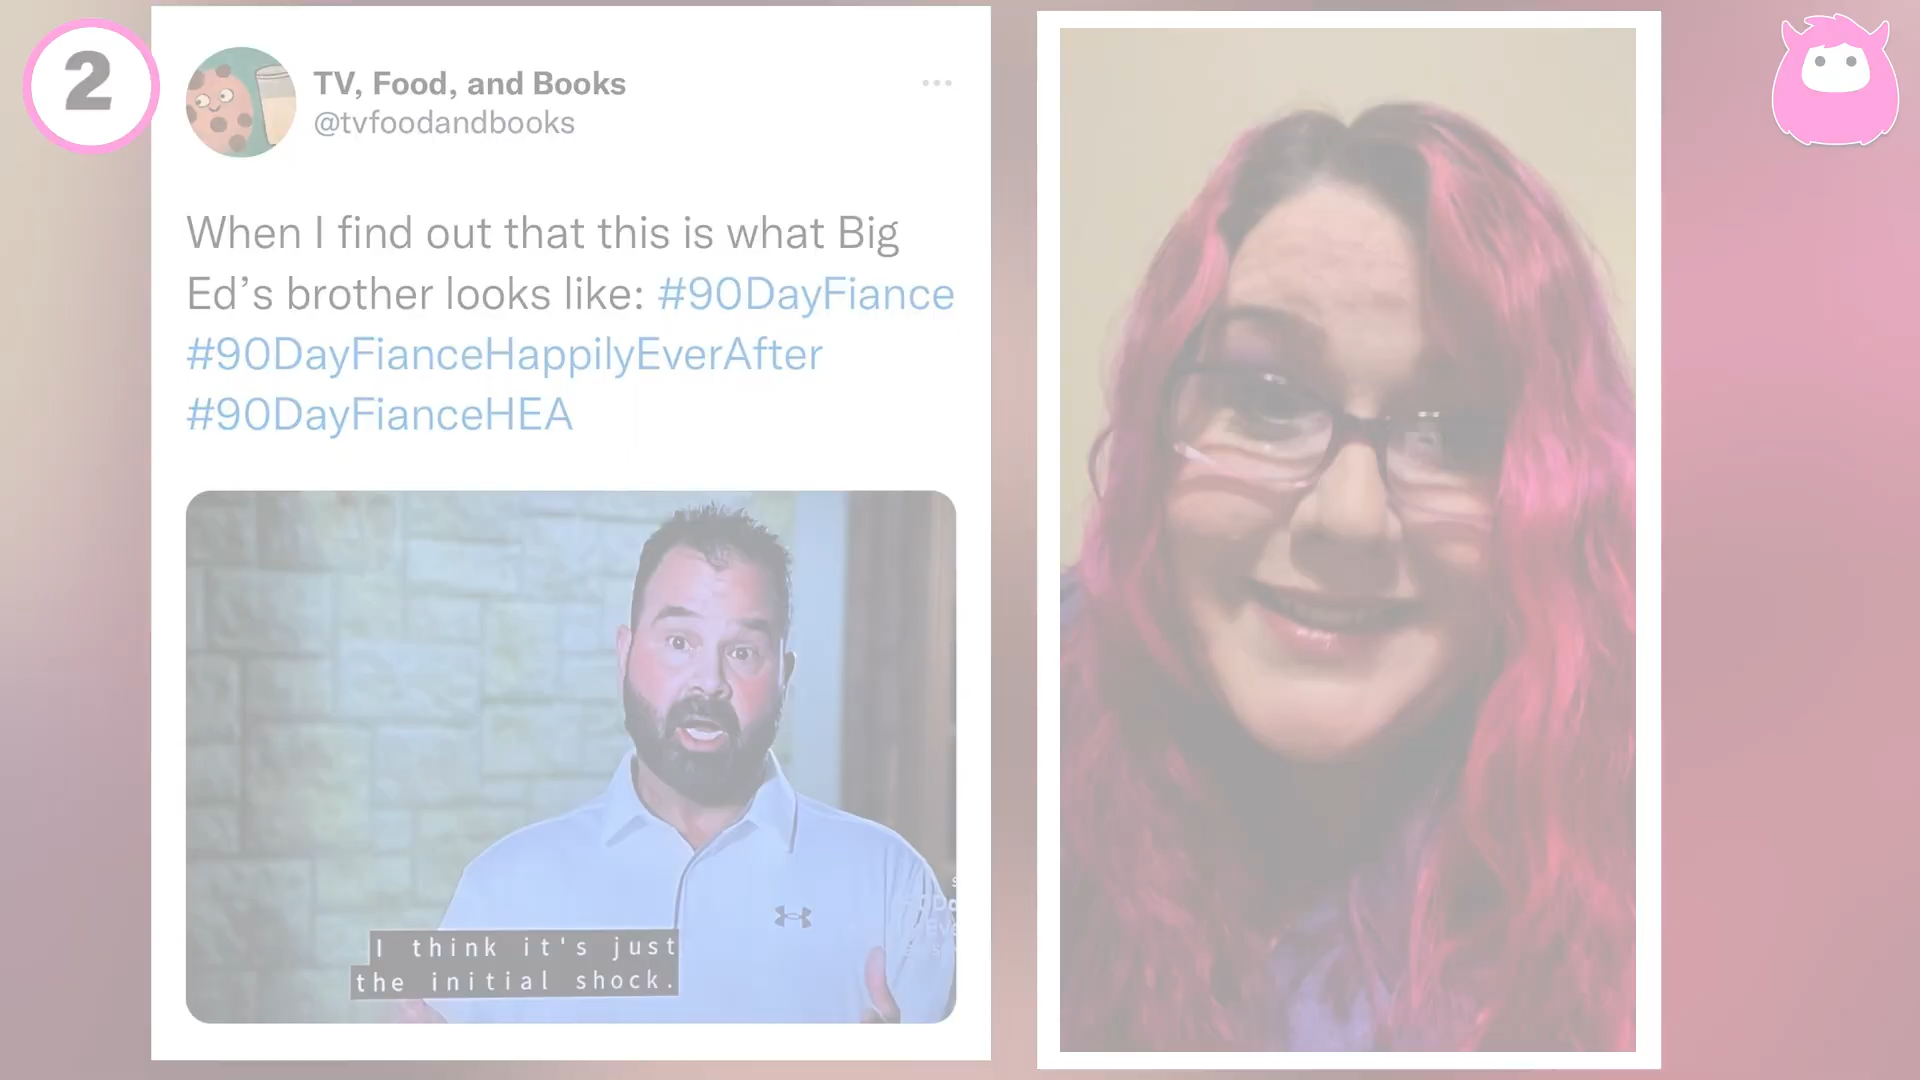 2
TV, Food, and Books
@tvfoodandbooks
When I find out that this is what Big
Ed’s brother looks like: #90DayFiance
#90DayFianceHappilyEverAfter
#90DayFianceHEA
I think it's just
the initial shock.